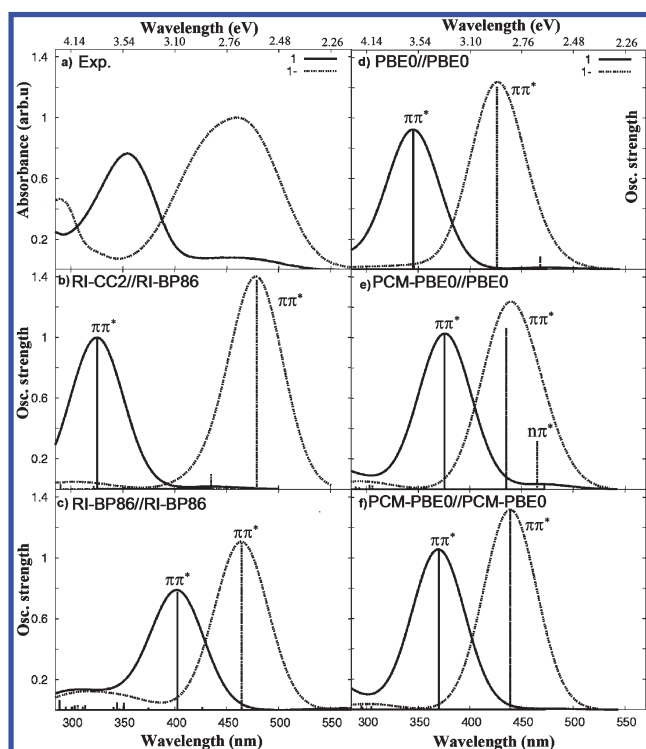 Wavelength (eV)
Wavelength (eV)
4.14 3.54 3.10 2.76 2.48 2.26
4.14 3.54 3.10 2.76 2.48 2.26
1.4
1
0.6
0.2
Absorbance (arb.u)
a) Exp.
1
1-
d) PBE0//PBE0
1
1-
ππ*
ππ*
Osc. strength
1.4
1
0.6
0.2
Osc. strength
b) RI-CC2//RI-BP86
ππ*
ππ*
e) PCM-PBE0//PBE0
ππ*
ππ*
nπ*
1.4
1
0.6
0.2
Osc. strength
c) RI-BP86//RI-BP86
ππ*
ππ*
f) PCM-PBE0//PCM-PBE0
ππ*
ππ*
300 350 400 450 500 550
300 350 400 450 500 550
Wavelength (nm)
Wavelength (nm)